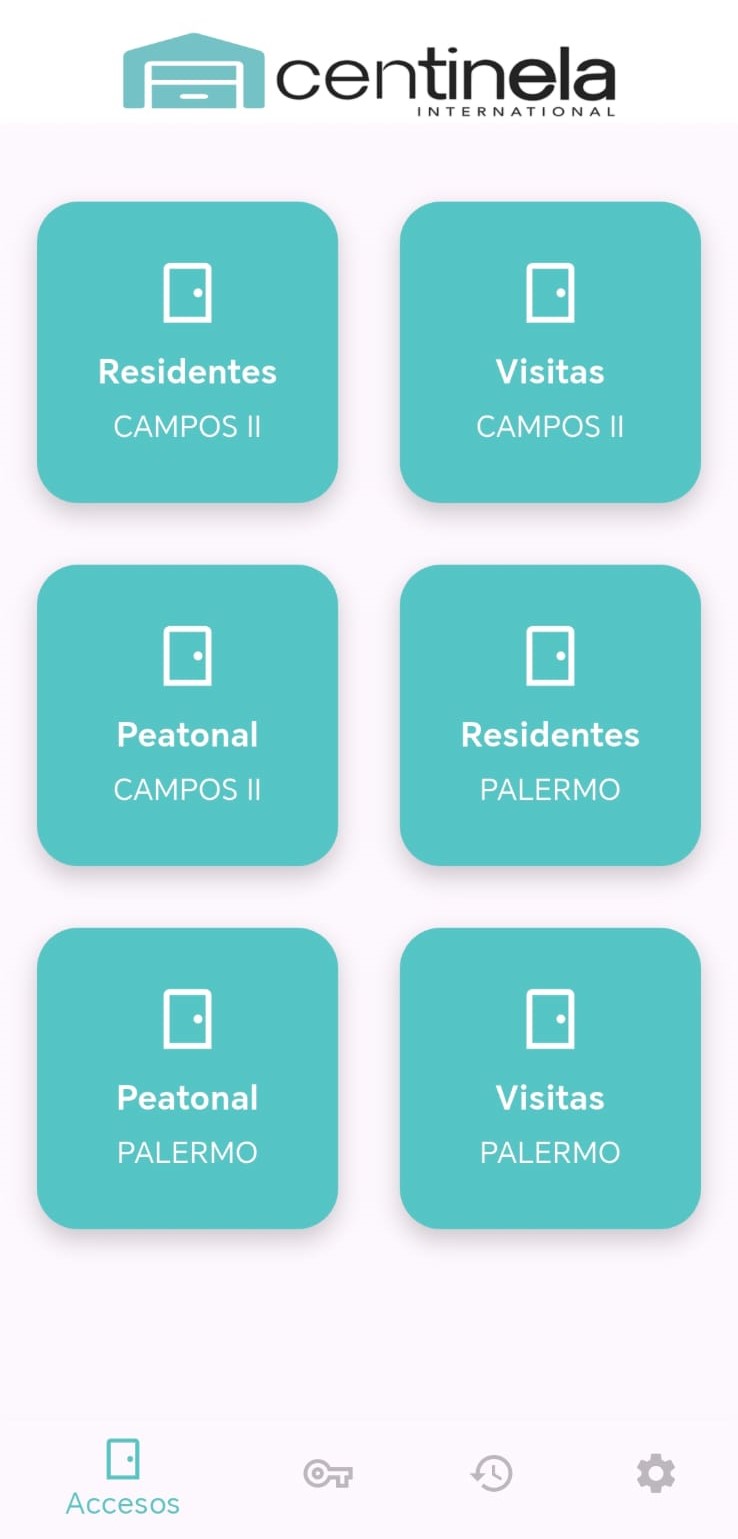 centinela
INTERNATIONAL
Residentes
CAMPOS II
Visitas
CAMPOS II
Peatonal
CAMPOS II
Residentes
PALERMO
Peatonal
PALERMO
Visitas
PALERMO
Accesos